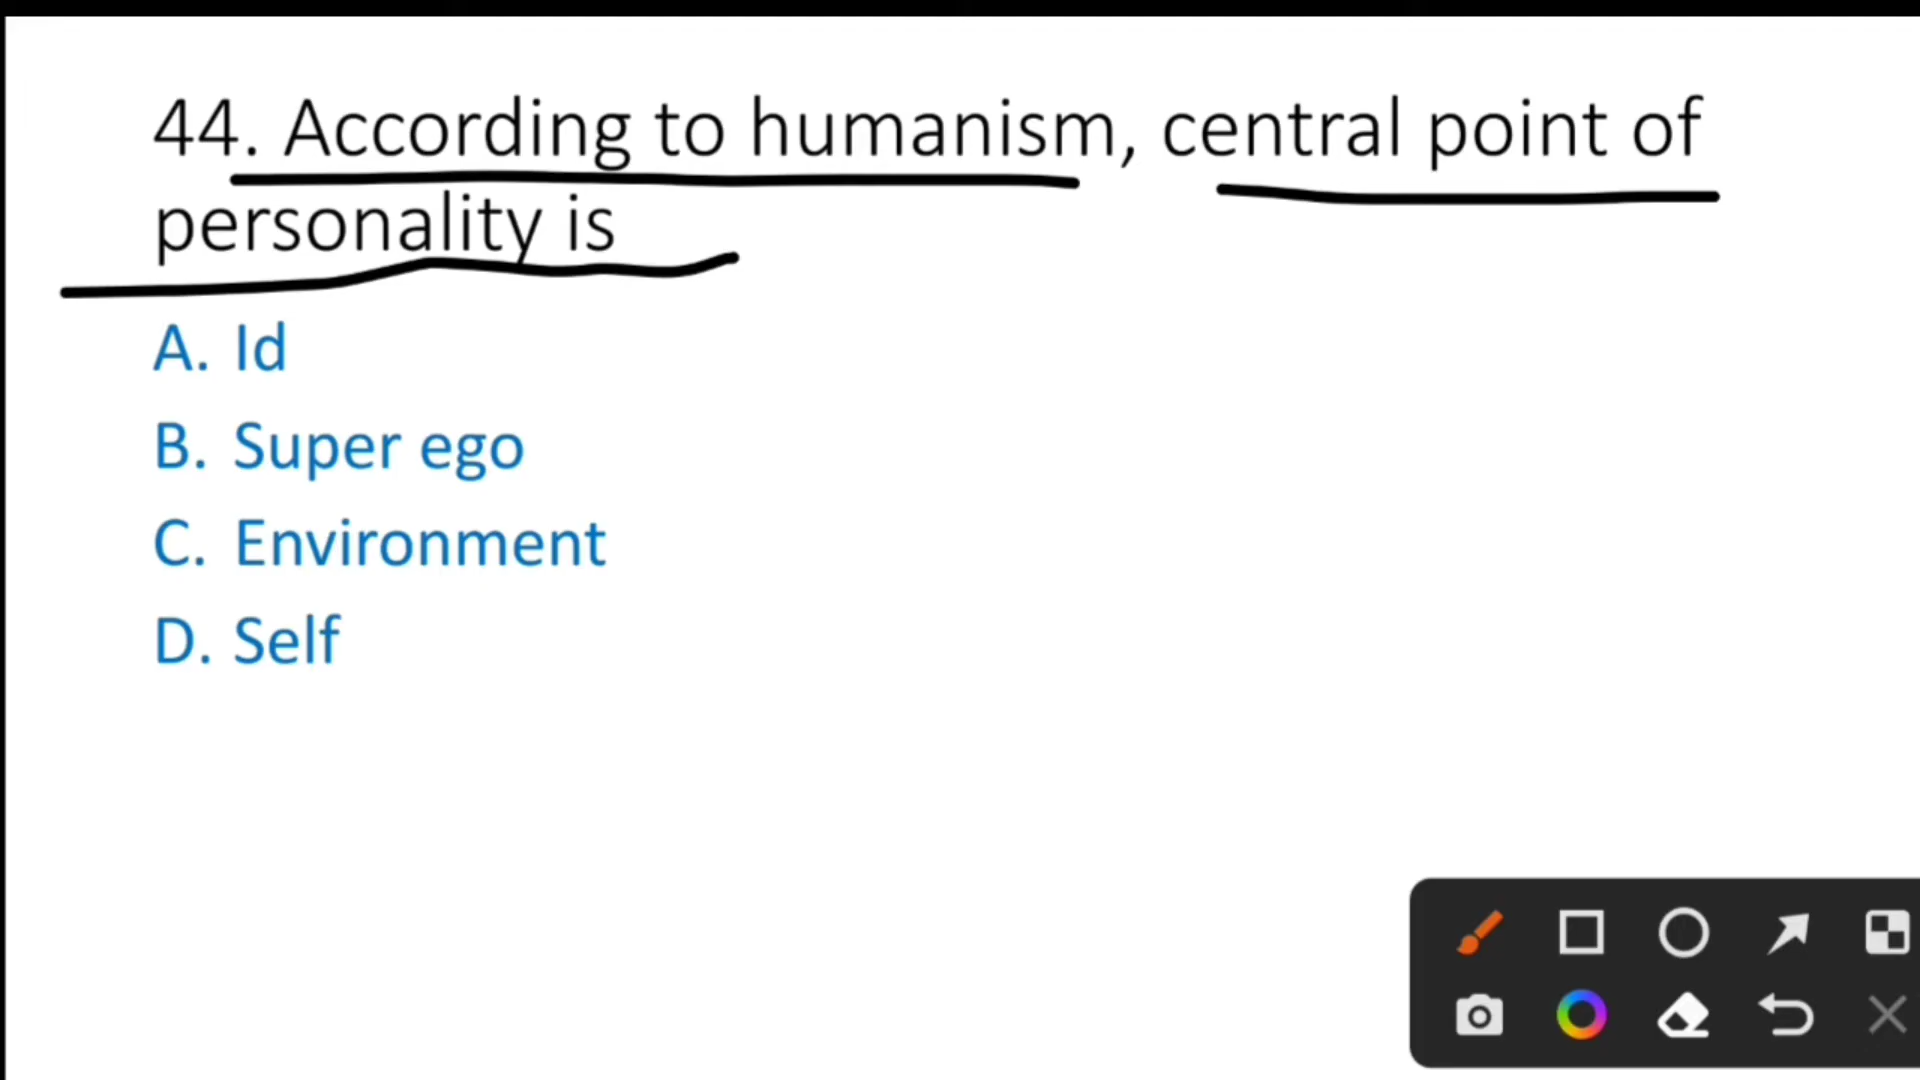 44. According to humanism, central point of
personality is
A. Id
B. Super ego
C. Environment
D. Self